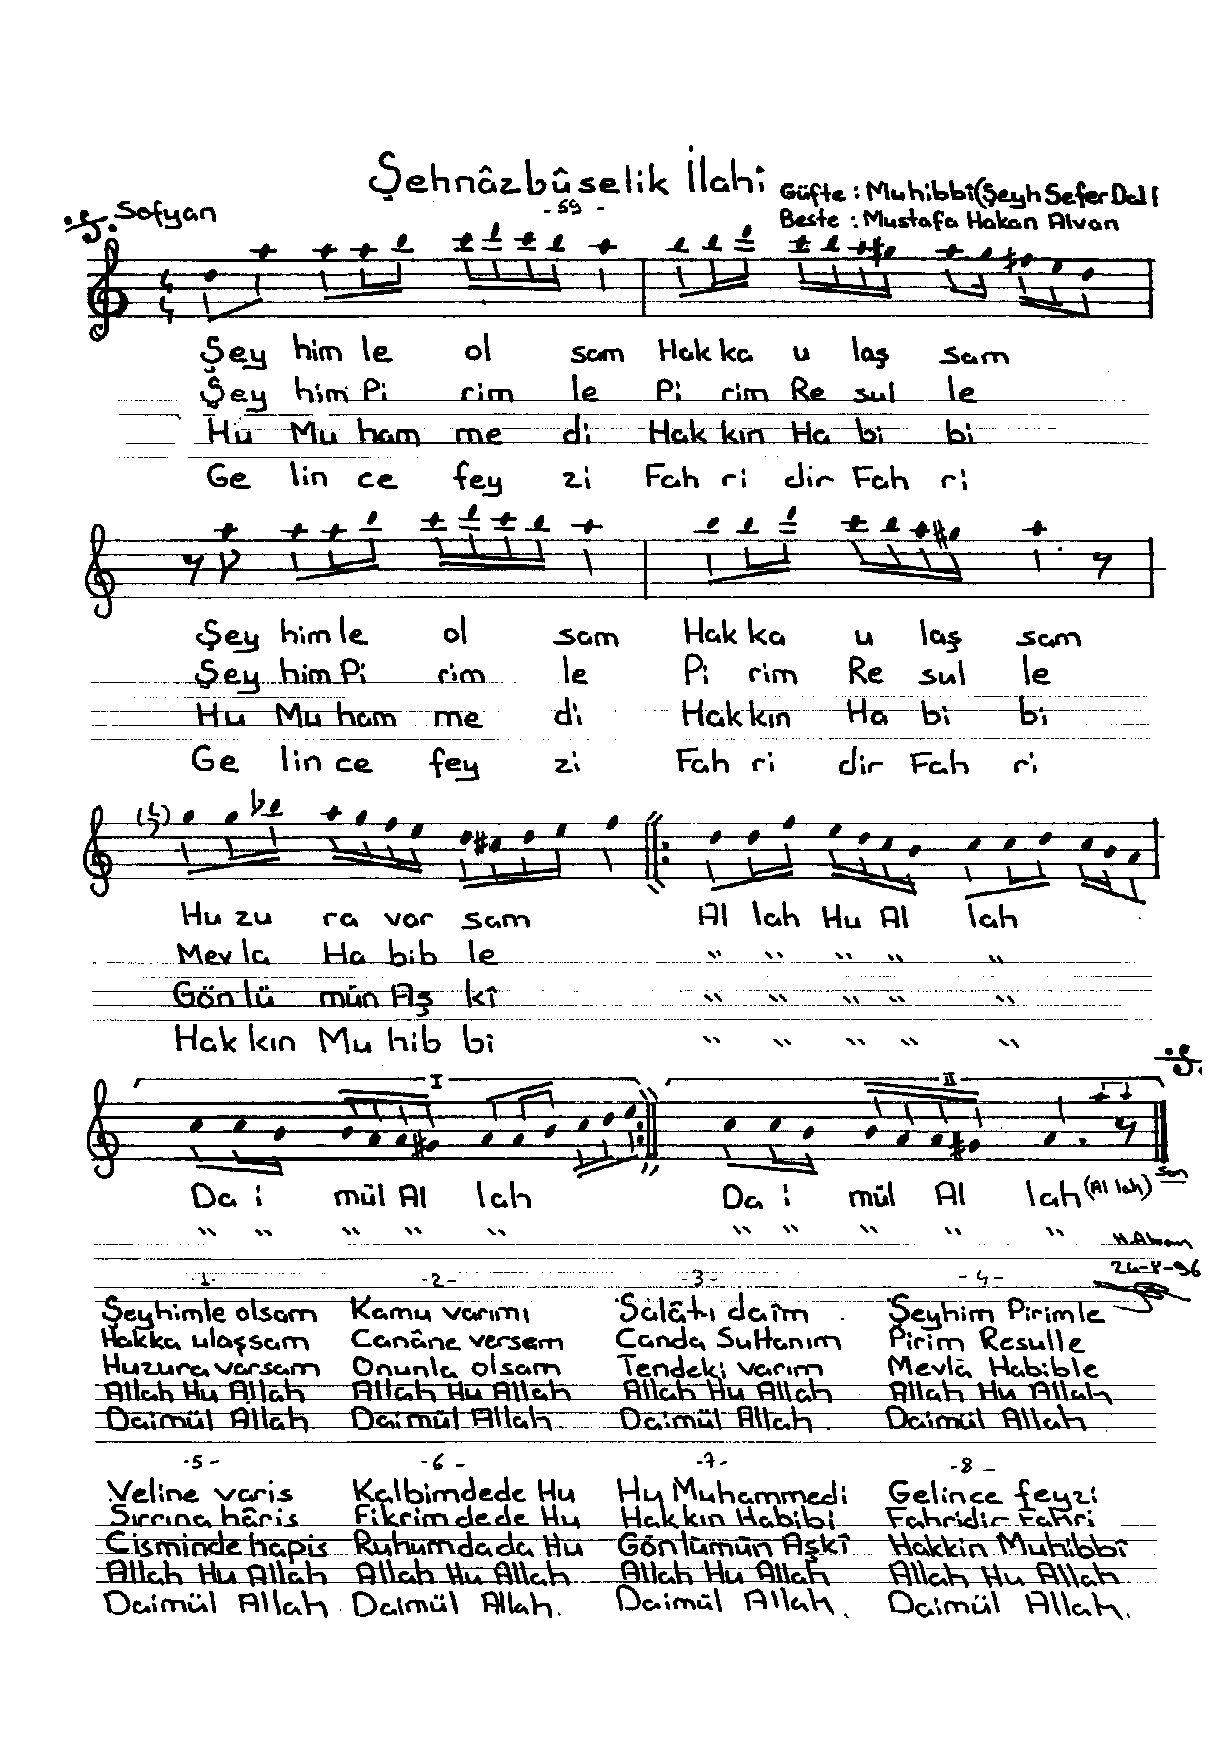 Şehnâzbûselik İlahî
Güfte : Muhibbî (Şeyh Sefer Dal
- 59 -
Sofyan
Beste : Mustafa Hakan Alvan
Şey him le ol sam Hak ka u laş sam
Şey him Pi rim le Pi rim Re sul le
Hu Mu ham me di Hak kın Ha bi bi
Ge lin ce fey zi Fah ri dir Fah ri
Şey him le ol sam Hak ka u laş sam
Şey him Pi rim le Pi rim Re sul le
Hu Mu ham me di Hak kın Ha bi bi
Ge lin ce fey zi Fah ri dir Fah ri
Hu zu ra var sam Al lah Hu Al lah
Mev la Ha bib le " " " " "
Gön lü mün Aş kî " " " " "
Hak kın Mu hib bi " " " " "
I II
Da i mül Al lah Da i mül Al lah (Al lah) Son
" " " " " " " " " "
H. Alvan
26-8-96
-1- -2- -3- -4-
Şeyhimle olsam Kamu varımı Salâtı daîm Şeyhim Pirimle
Hakka ulaşsam Canâne versem Canda Sultanım Pirim Resulle
Huzura varsam Onunla olsam Tendeki varım Mevlâ Habible
Allah Hu Allah Allah Hu Allah Allah Hu Allah Allah Hu Allah
Daimül Allah Daimül Allah. Daimül Allah. Daimül Allah
-5- -6- -7- -8-
Veline varis Kalbimdede Hu Hu Muhammedi Gelince feyzi
Sırrına hâris Fikrimdede Hu Hakkın Habibi Fahridir Fahri
Cisminde hapis Ruhumdada Hu Gönlümün Aşkî Hakkin Muhibbî
Allah Hu Allah Allah Hu Allah Allah Hu Allah Allah Hu Allah
Daimül Allah. Daimül Allah. Daimül Allah. Daimül Allah.